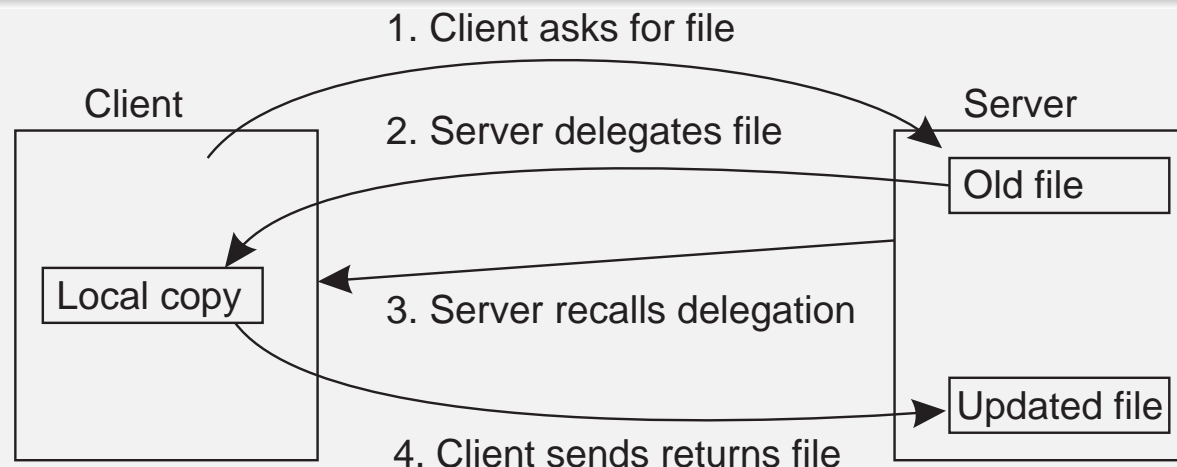 1. Client asks for file
Client
Server
2. Server delegates file
Old file
Local copy
3. Server recalls delegation
Updated file
4. Client sends returns file